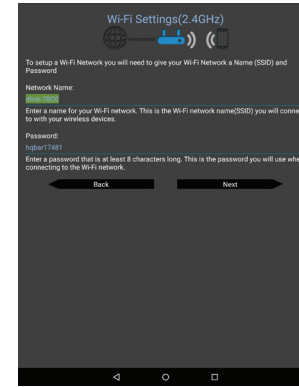 Wi-Fi Settings(2.4GHz)
To setup a Wi-Fi Network you will need to give your Wi-Fi Network a Name (SSID) and
Password
Network Name:
dlink-7B00
Enter a name for your Wi-Fi network. This is the Wi-Fi network name(SSID) you will conne
to with your wireless devices.
Password:
hqbar17481
Enter a password that is at least 8 characters long. This is the password you will use whe
connecting to the Wi-Fi network.
Back
Next